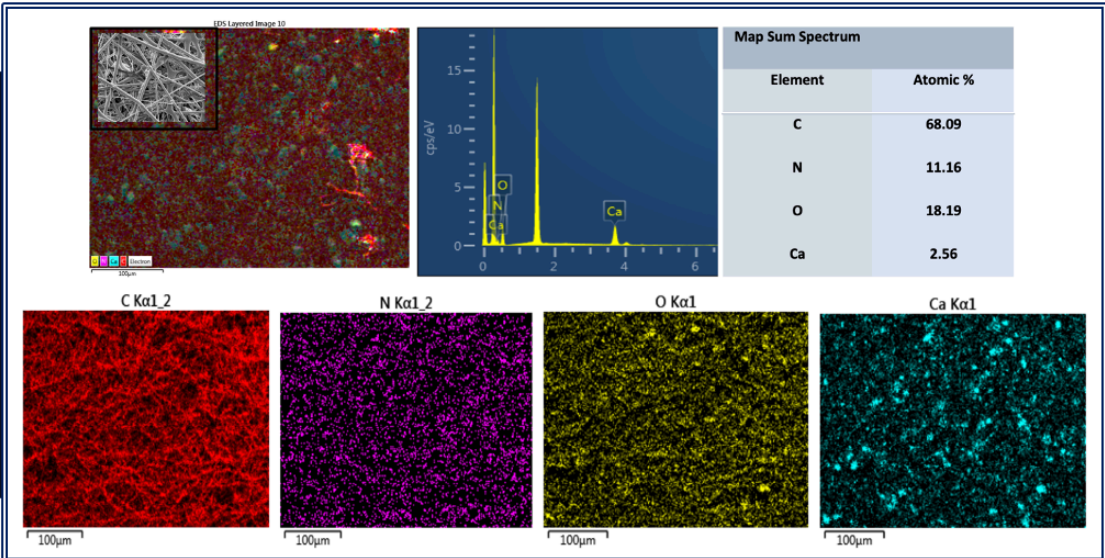 EDS Layered Image 10
O N Ca C Electron
100µm
15
10
5
0
cps/eV
O
N
Ca
Ca
0 2 4 6
Map Sum Spectrum
Element Atomic %
C 68.09
N 11.16
O 18.19
Ca 2.56
C Kα1_2
N Kα1_2
O Kα1
Ca Kα1
100µm
100µm
100µm
100µm